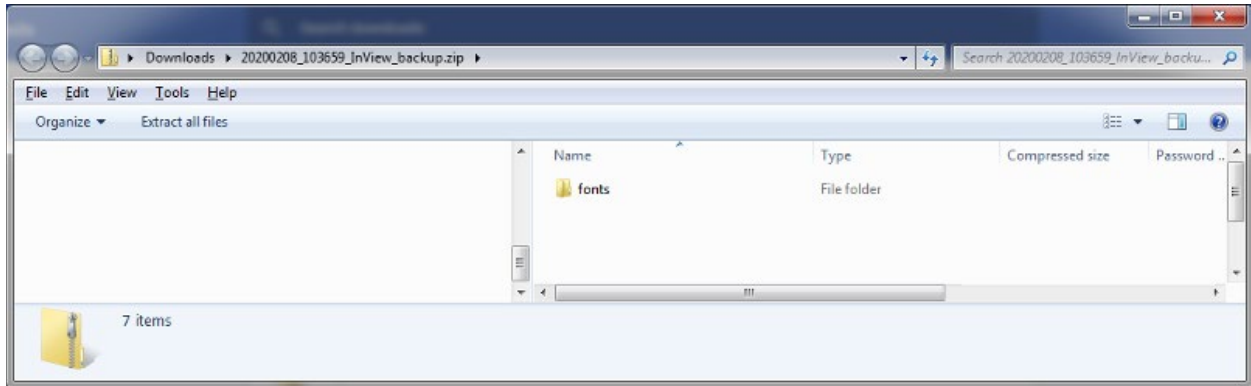 Downloads ▸ 20200208_103659_InView_backup.zip ▸ Search 20200208_103659_InView_backu...
File Edit View Tools Help
Organize Extract all files
Name Type Compressed size Password ..
fonts File folder
7 items